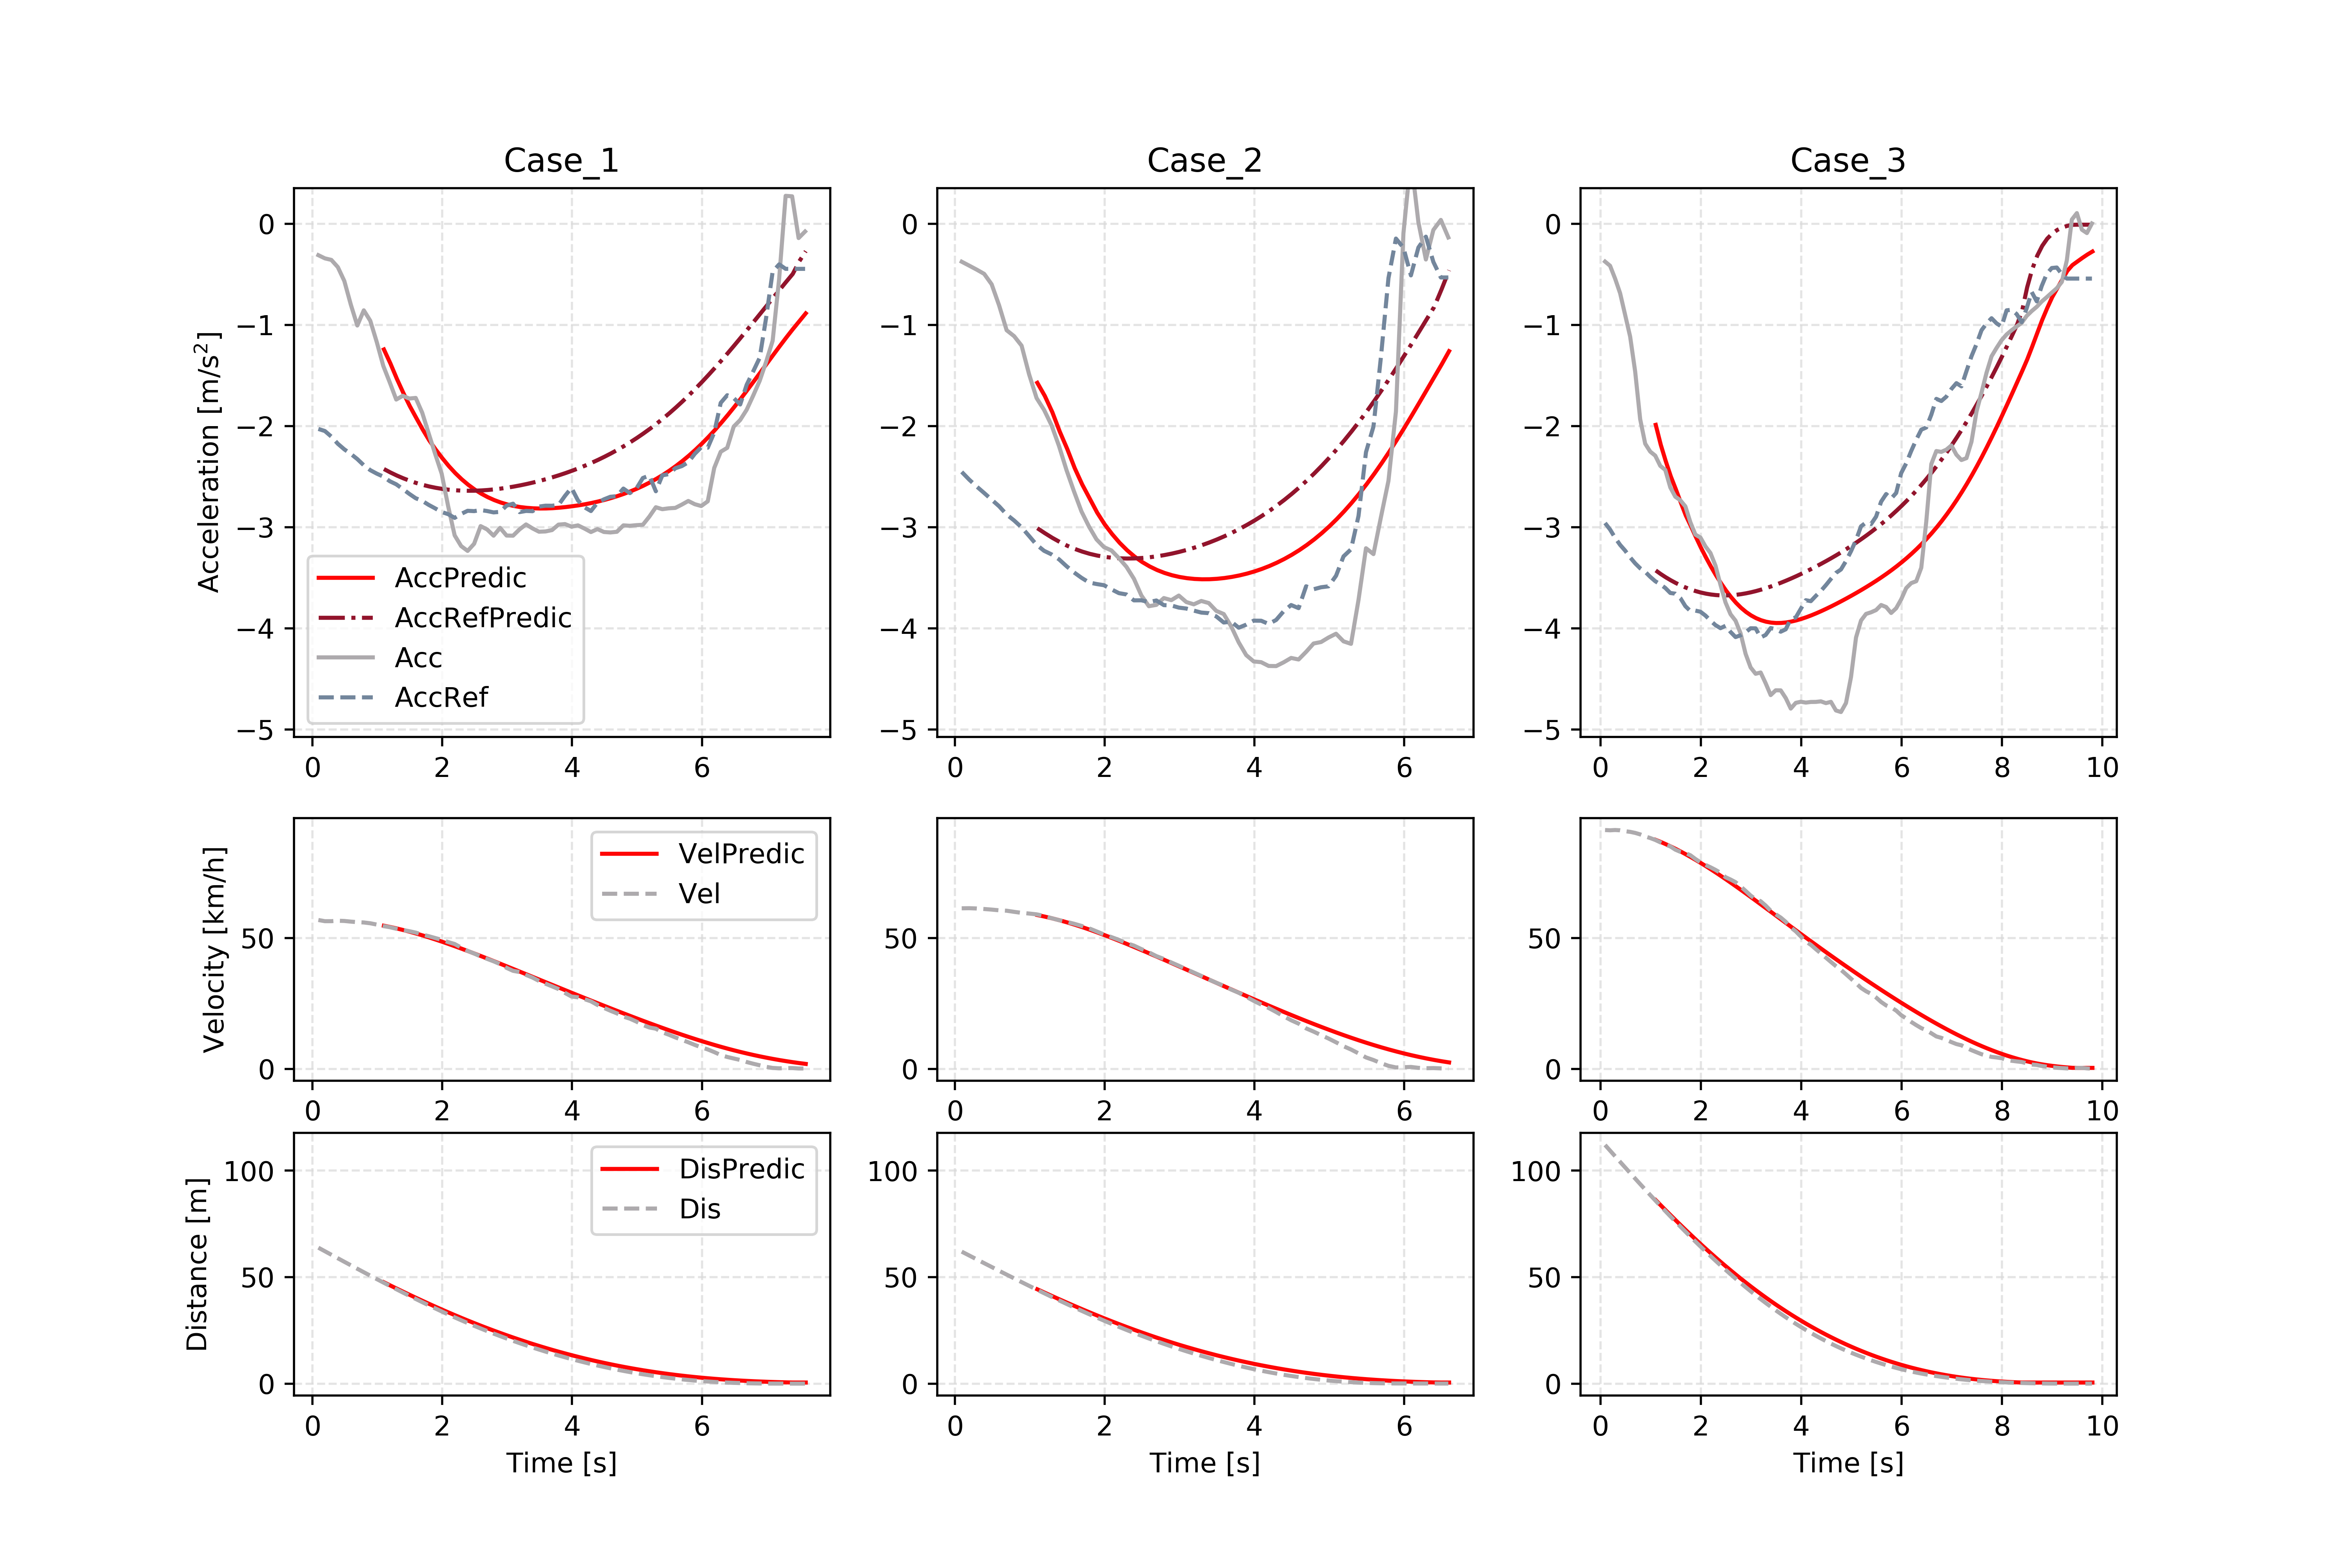 Case_1 Case_2 Case_3
Acceleration [m/s²]
0 −1 −2 −3 −4 −5
AccPredic
AccRefPredic
Acc
AccRef
0 2 4 6
0 −1 −2 −3 −4 −5
0 2 4 6
0 −1 −2 −3 −4 −5
0 2 4 6 8 10
Velocity [km/h]
50 0
VelPredic
Vel
0 2 4 6
50 0
0 2 4 6
50 0
0 2 4 6 8 10
Distance [m]
100 50 0
DisPredic
Dis
0 2 4 6
Time [s]
100 50 0
0 2 4 6
Time [s]
100 50 0
0 2 4 6 8 10
Time [s]